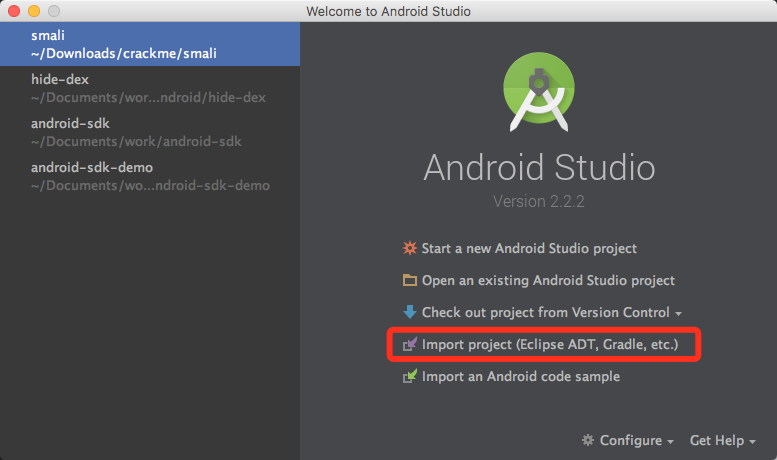 Welcome to Android Studio
smali
~/Downloads/crackme/smali
hide-dex
~/Documents/wor...ndroid/hide-dex
android-sdk
~/Documents/work/android-sdk
android-sdk-demo
~/Documents/wo...ndroid-sdk-demo
Android Studio
Version 2.2.2
Start a new Android Studio project
Open an existing Android Studio project
Check out project from Version Control
Import project (Eclipse ADT, Gradle, etc.)
Import an Android code sample
Configure Get Help